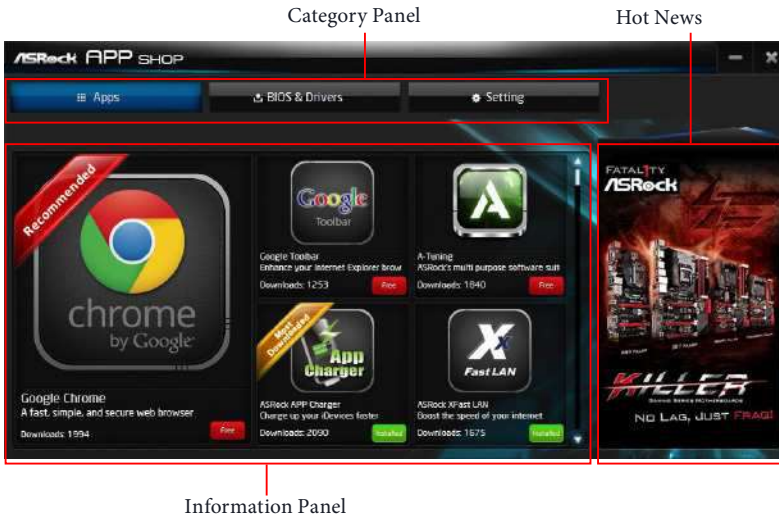 Category Panel
Hot News
ASRock APP SHOP
Apps
BIOS & Drivers
Setting
Recommended
chrome
by Google
Google Chrome
A fast, simple, and secure web browser
Downloads: 1994
Free
Google
Toolbar
Google Toolbar
Enhance your Internet Explorer brow
Downloads: 1253
Free
A-Tuning
ASRock's multi purpose software suit
Downloads: 1840
Free
Most
Downloaded
App
Charger
ASRock APP Charger
Charge up your iDevices faster
Downloads: 2090
Installed
X
Fast LAN
ASRock XFast LAN
Boost the speed of your internet
Downloads: 1675
Installed
FATAL1TY
ASRock
KILLER
GAMING SERIES MOTHERBOARDS
NO LAG, JUST FRAG!
Information Panel